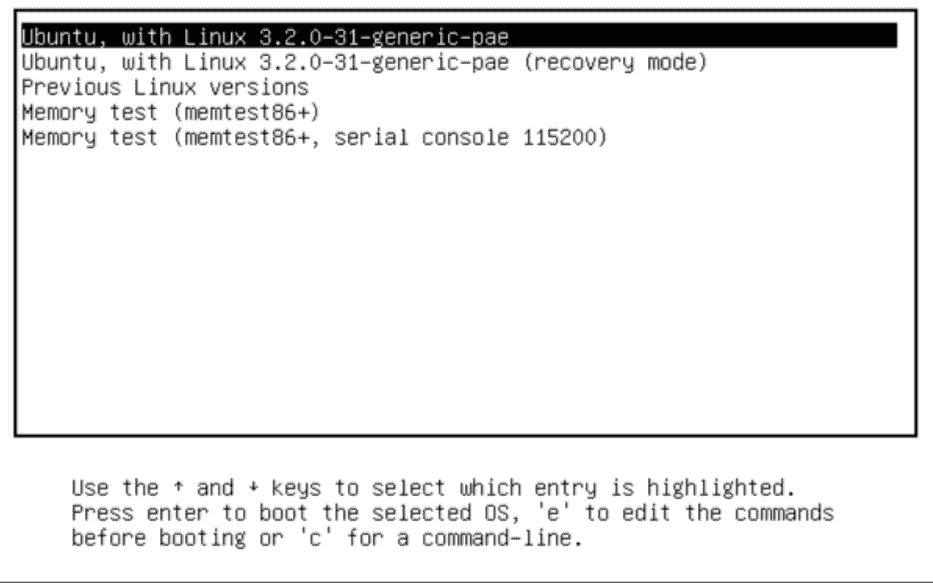 Ubuntu, with Linux 3.2.0-31-generic-pae
Ubuntu, with Linux 3.2.0-31-generic-pae (recovery mode)
Previous Linux versions
Memory test (memtest86+)
Memory test (memtest86+, serial console 115200)
Use the ↑ and ↓ keys to select which entry is highlighted.
Press enter to boot the selected OS, 'e' to edit the commands
before booting or 'c' for a command-line.